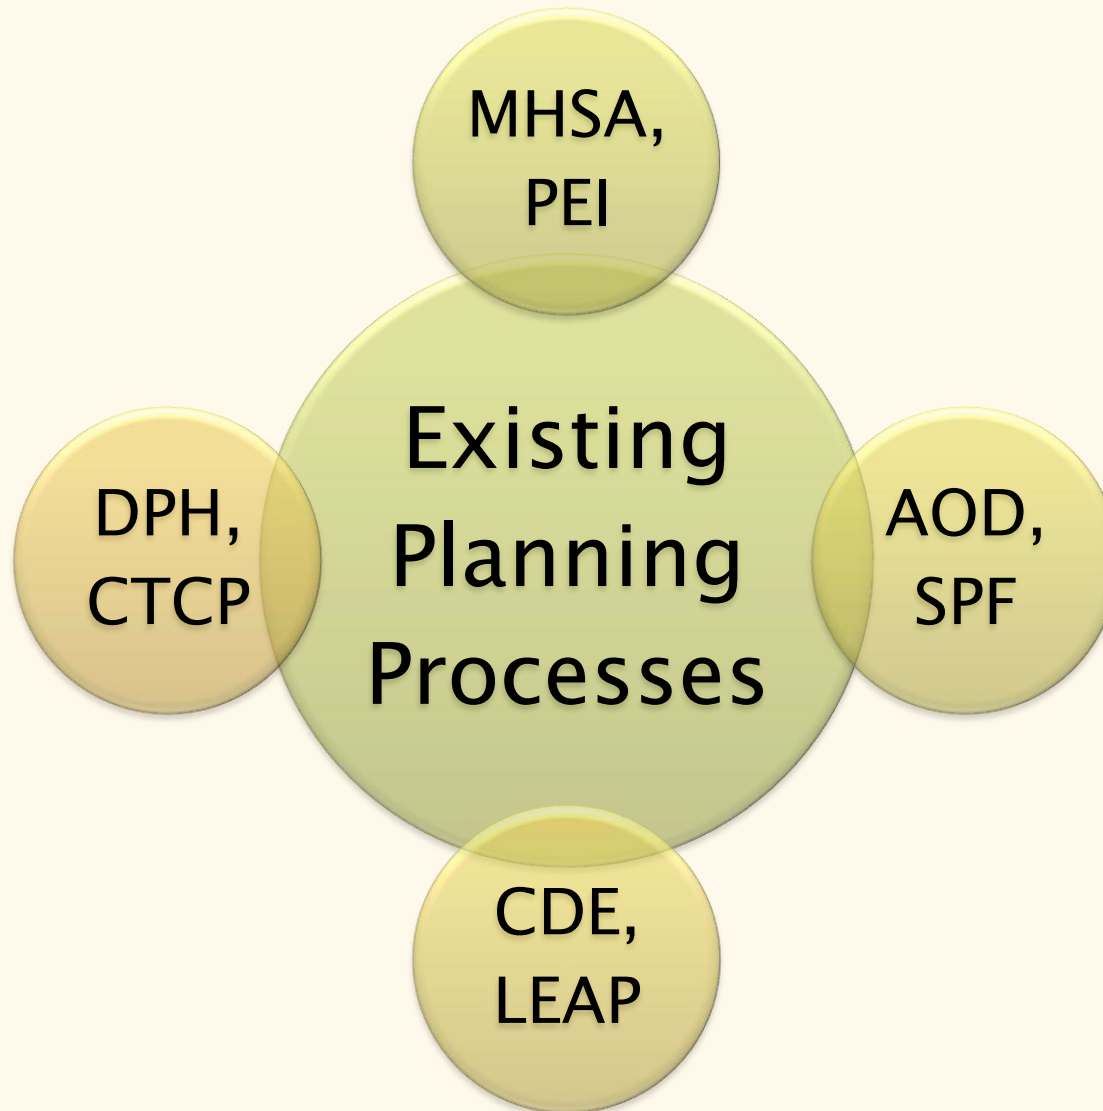 MHSA,
PEI
Existing
Planning
Processes
DPH,
CTCP
AOD,
SPF
CDE,
LEAP